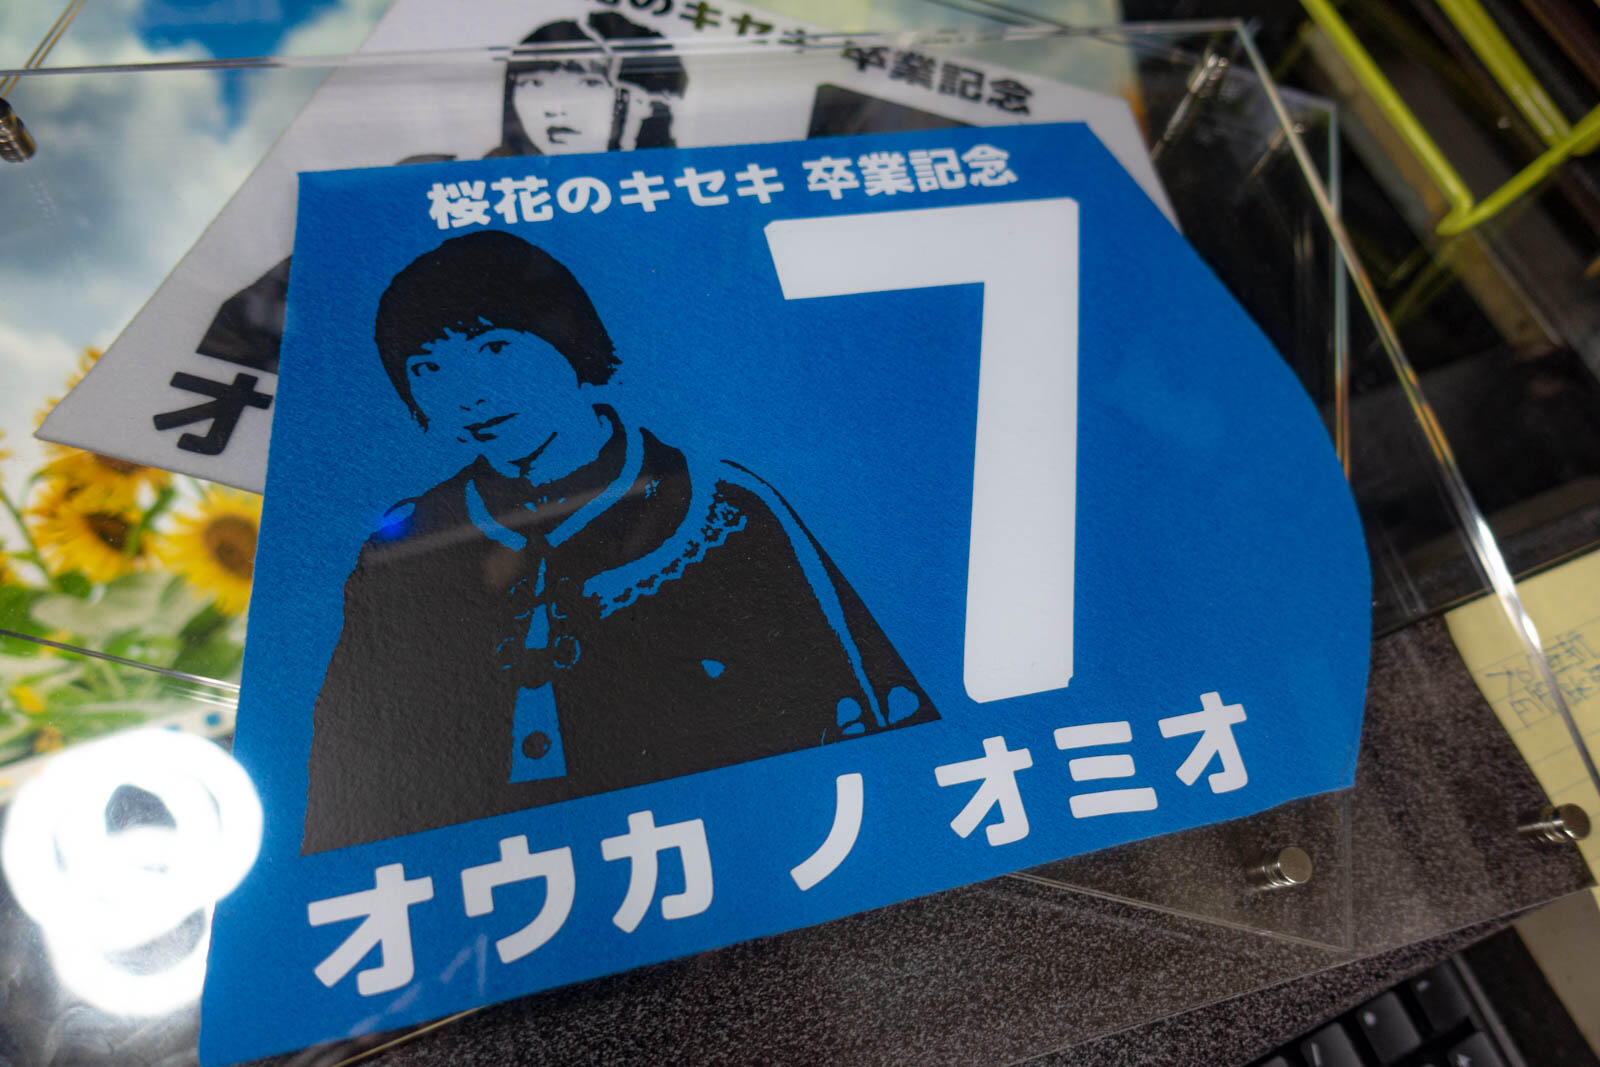 のキセキ 卒業記念
オ
桜花のキセキ 卒業記念
7
オウカ ノ オミオ